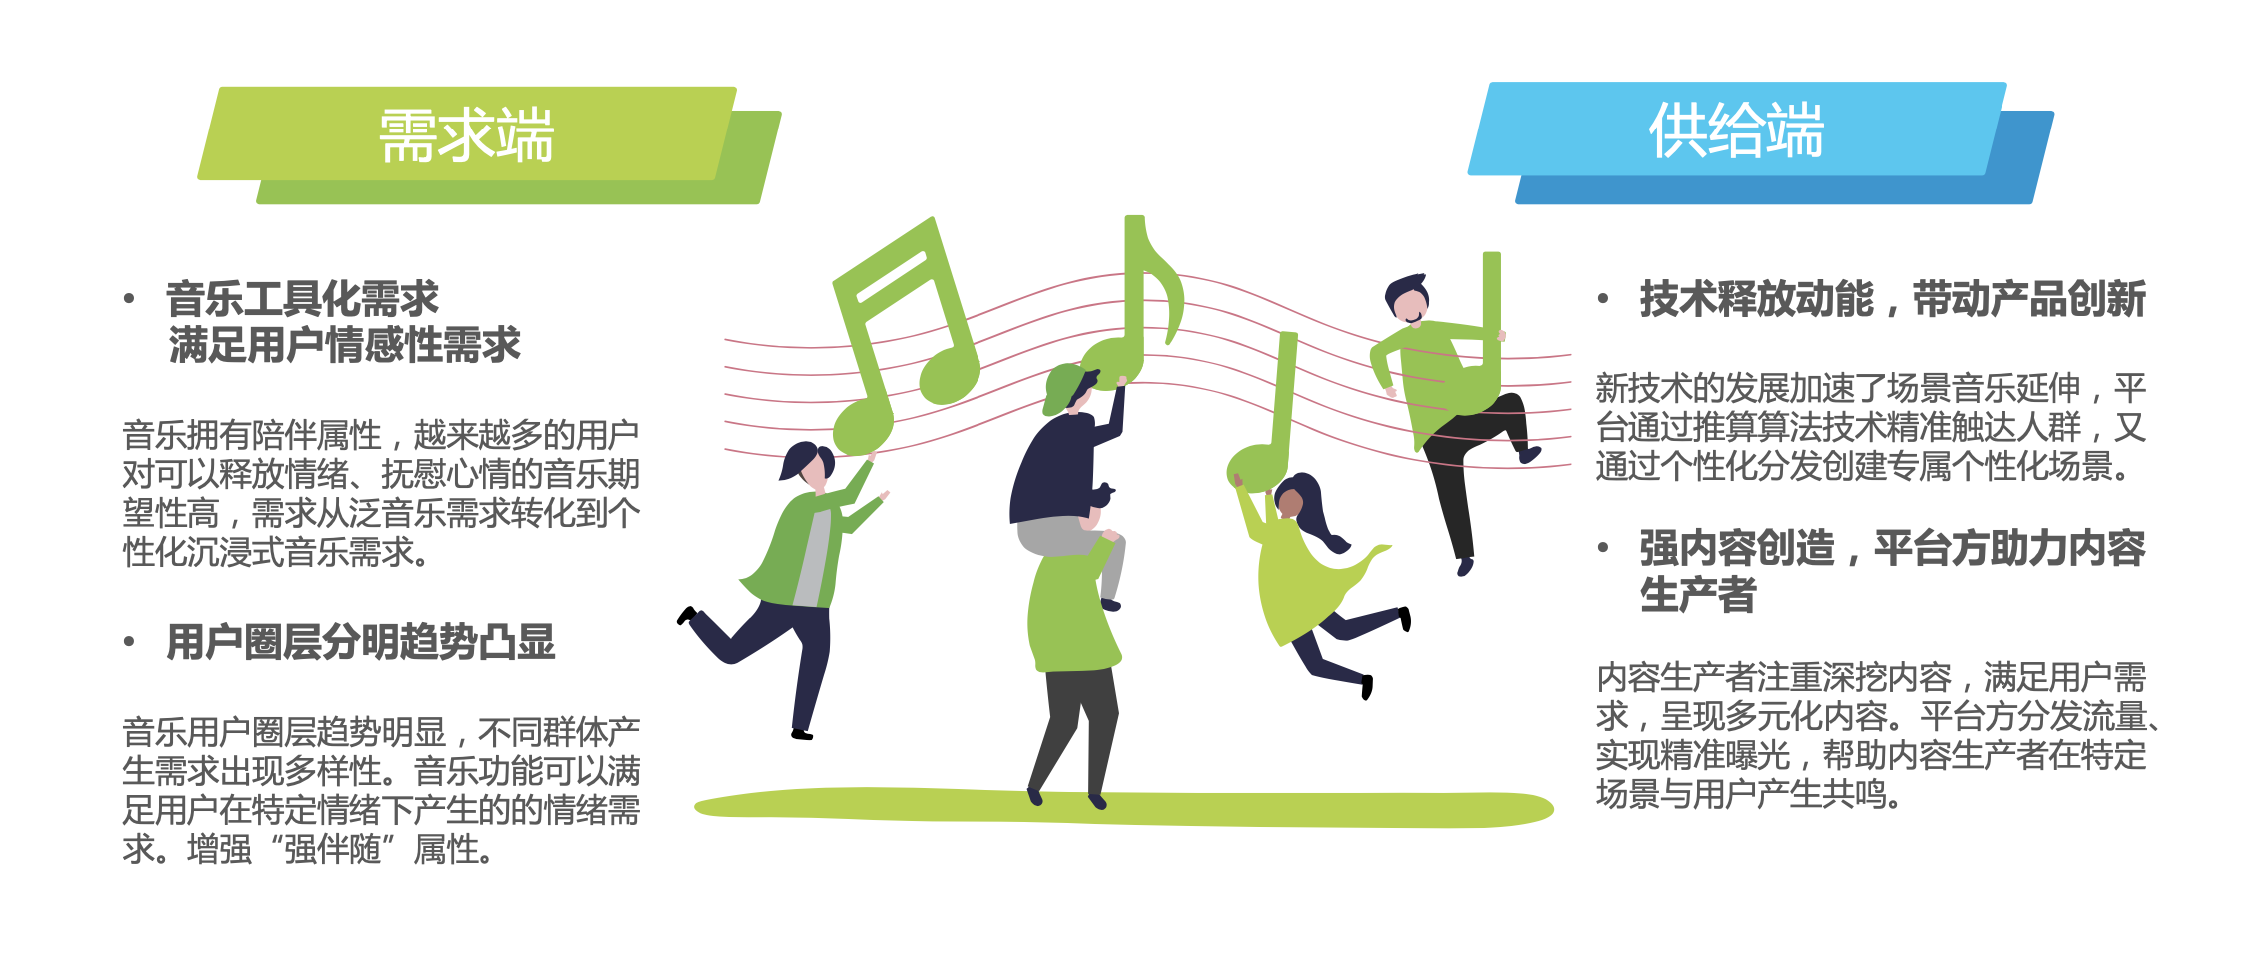 需求端
• 音乐工具化需求
满足用户情感性需求
音乐拥有陪伴属性，越来越多的用户
对可以释放情绪、抚慰心情的音乐期
望性高，需求从泛音乐需求转化到个
性化沉浸式音乐需求。
• 用户圈层分明趋势凸显
音乐用户圈层趋势明显，不同群体产
生需求出现多样性。音乐功能可以满
足用户在特定情绪下产生的的情绪需
求。增强“强伴随”属性。
供给端
• 技术释放动能，带动产品创新
新技术的发展加速了场景音乐延伸，平
台通过推算算法技术精准触达人群，又
通过个性化分发创建专属个性化场景。
• 强内容创造，平台方助力内容
生产者
内容生产者注重深挖内容，满足用户需
求，呈现多元化内容。平台方分发流量、
实现精准曝光，帮助内容生产者在特定
场景与用户产生共鸣。